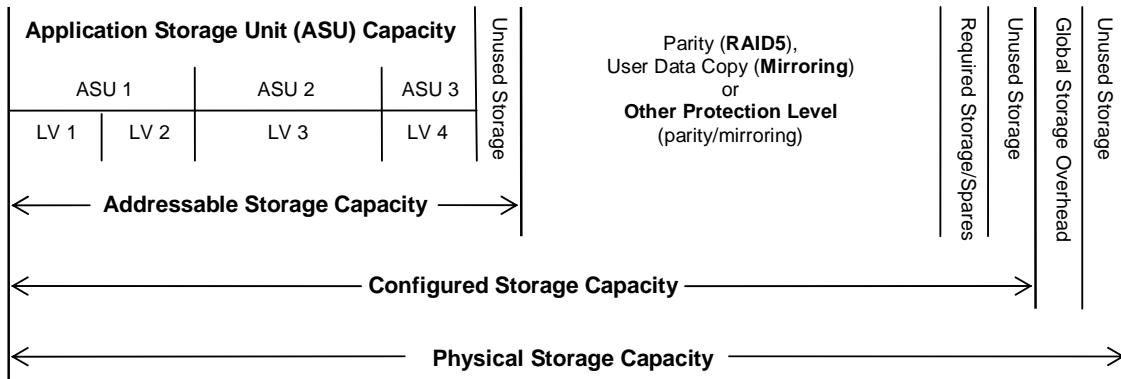 Application Storage Unit (ASU) Capacity
ASU 1
ASU 2
ASU 3
LV 1
LV 2
LV 3
LV 4
Unused Storage
Parity (RAID5),
User Data Copy (Mirroring)
or
Other Protection Level
(parity/mirroring)
Required Storage/Spares
Unused Storage
Global Storage Overhead
Unused Storage
Addressable Storage Capacity
Configured Storage Capacity
Physical Storage Capacity